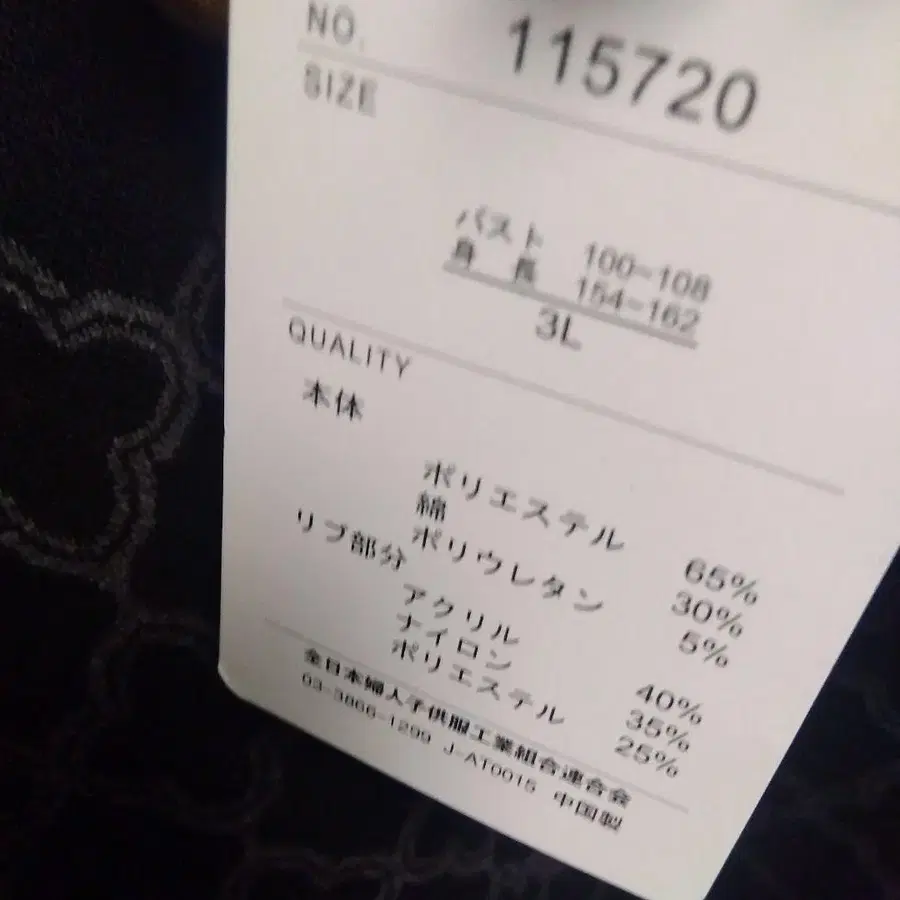 NO. 115720
SIZE
バスト 100-108
身長 154-162
3L
QUALITY
本体
ポリエステル 65%
綿 30%
ポリウレタン 5%
リブ部分
アクリル 40%
ナイロン 35%
ポリエステル 25%
全日本婦人子供服工業組合連合会
03-3866-1299 J-AT0015 中国製